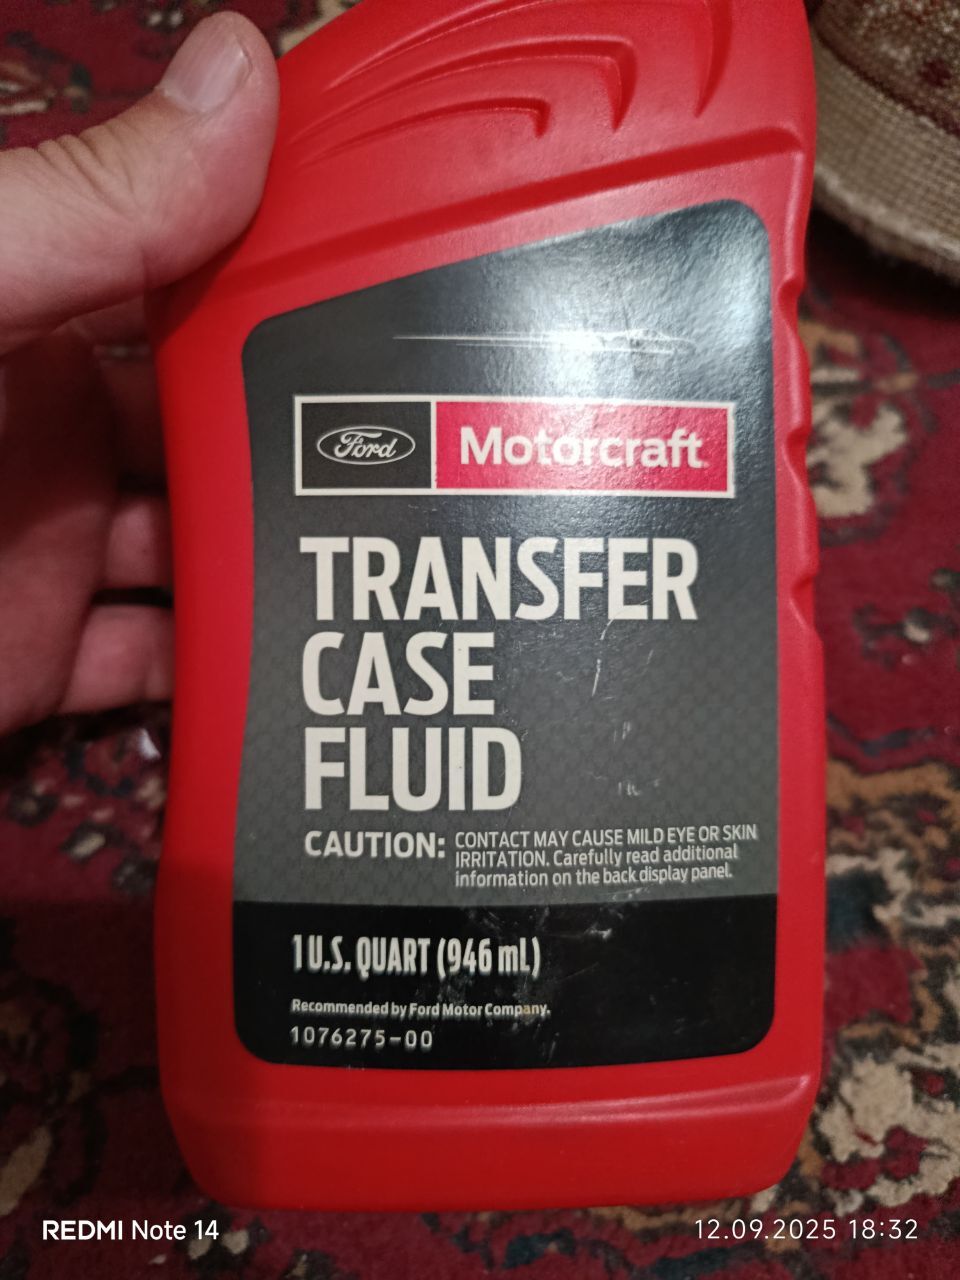 Ford Motorcraft
TRANSFER
CASE
FLUID
CAUTION: CONTACT MAY CAUSE MILD EYE OR SKIN
IRRITATION. Carefully read additional
information on the back display panel.
1 U.S. QUART (946 mL)
Recommended by Ford Motor Company.
1076275-00
REDMI Note 14
12.09.2025 18:32